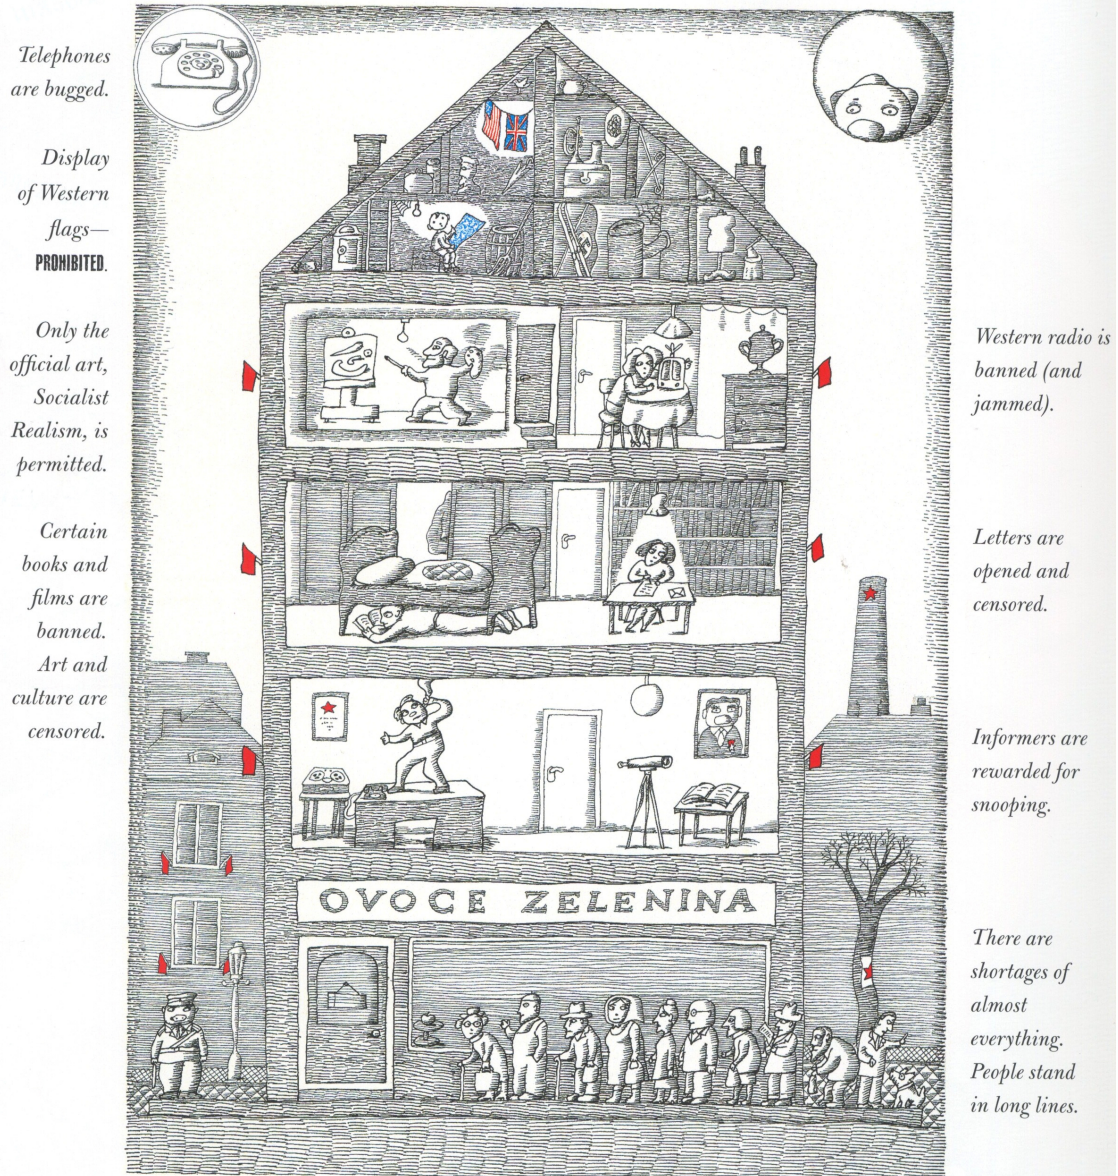 Telephones
are bugged.
Display
of Western
flags—
PROHIBITED.
Only the
official art,
Socialist
Realism, is
permitted.
Certain
books and
films are
banned.
Art and
culture are
censored.
Western radio is
banned (and
jammed).
Letters are
opened and
censored.
Informers are
rewarded for
snooping.
There are
shortages of
almost
everything.
People stand
in long lines.
OVOCE ZELENINA